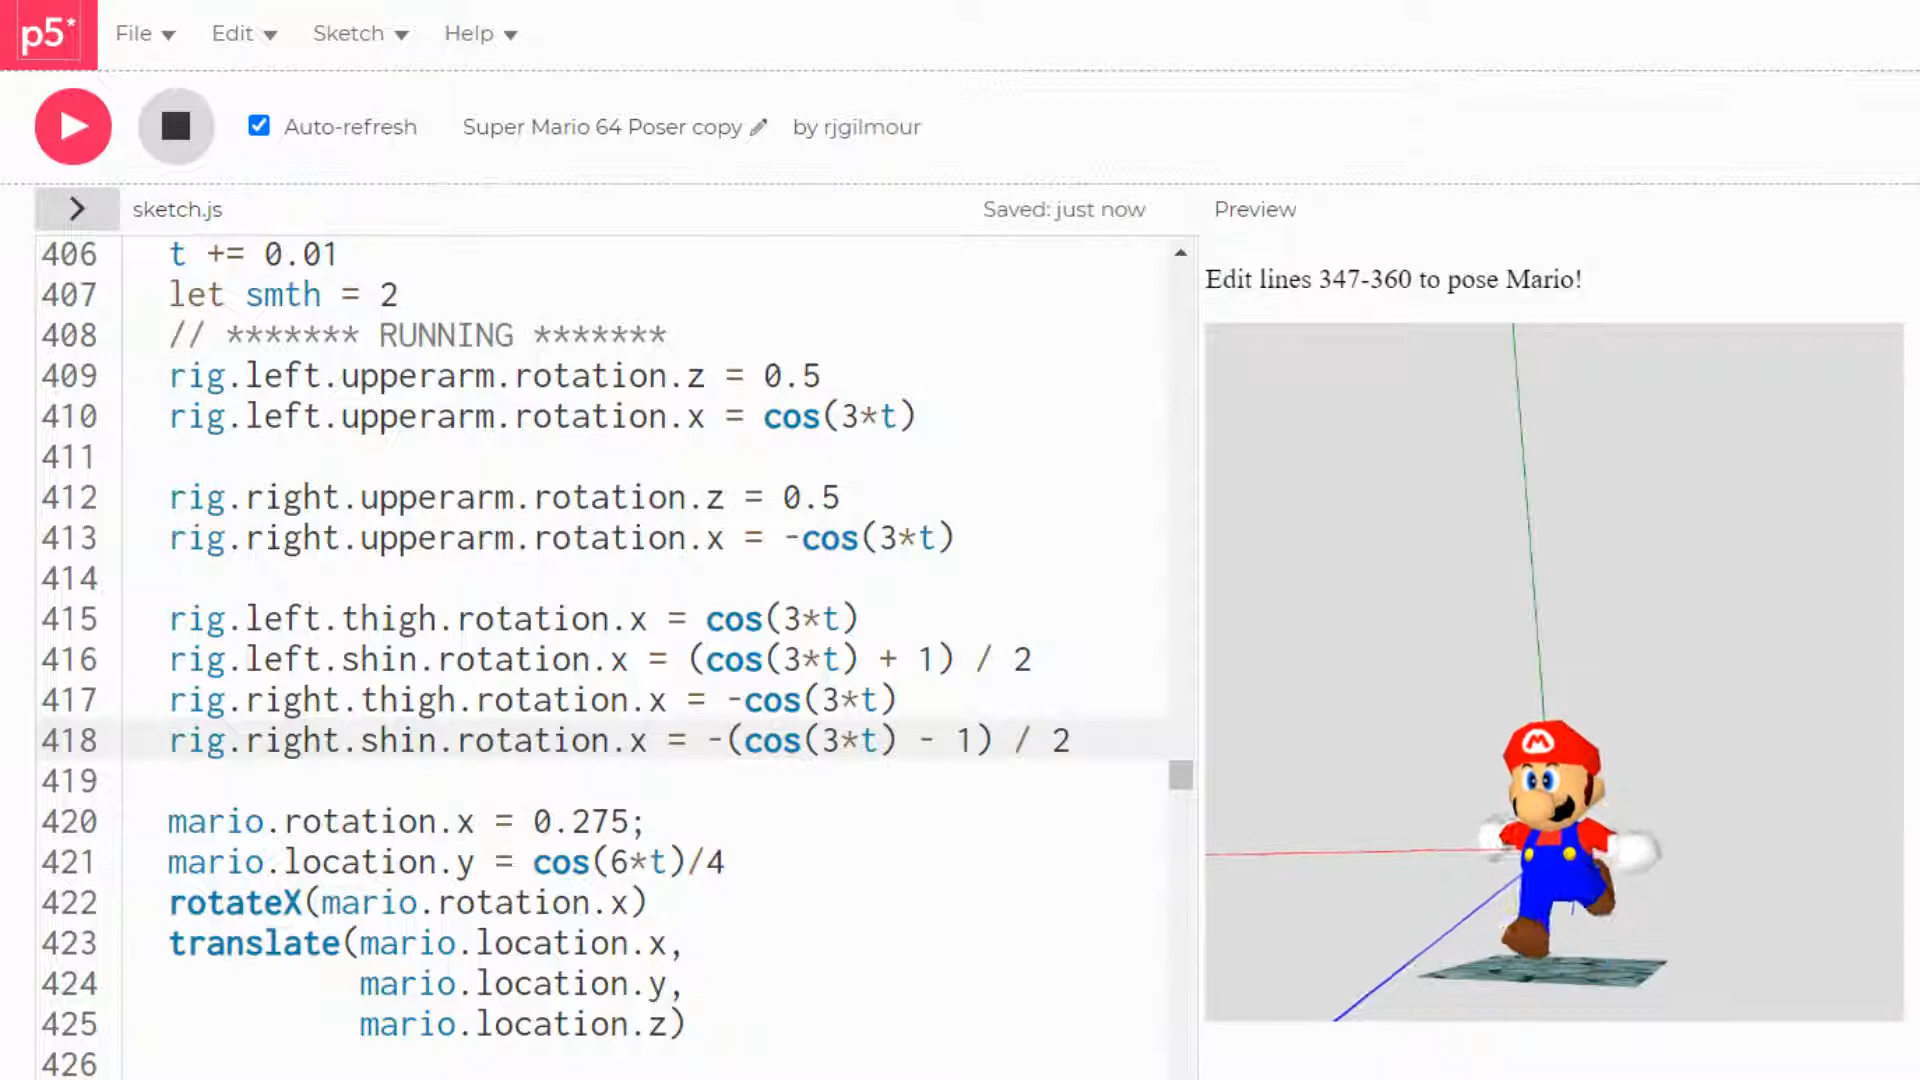 p5* File Edit Sketch Help
Auto-refresh Super Mario 64 Poser copy by rjgilmour
sketch.js Saved: just now Preview
406 t += 0.01
407 let smth = 2
408 // ******* RUNNING *******
409 rig.left.upperarm.rotation.z = 0.5
410 rig.left.upperarm.rotation.x = cos(3*t)
411
412 rig.right.upperarm.rotation.z = 0.5
413 rig.right.upperarm.rotation.x = -cos(3*t)
414
415 rig.left.thigh.rotation.x = cos(3*t)
416 rig.left.shin.rotation.x = (cos(3*t) + 1) / 2
417 rig.right.thigh.rotation.x = -cos(3*t)
418 rig.right.shin.rotation.x = -(cos(3*t) - 1) / 2
419
420 mario.rotation.x = 0.275;
421 mario.location.y = cos(6*t)/4
422 rotateX(mario.rotation.x)
423 translate(mario.location.x,
424 mario.location.y,
425 mario.location.z)
426
Edit lines 347-360 to pose Mario!
M